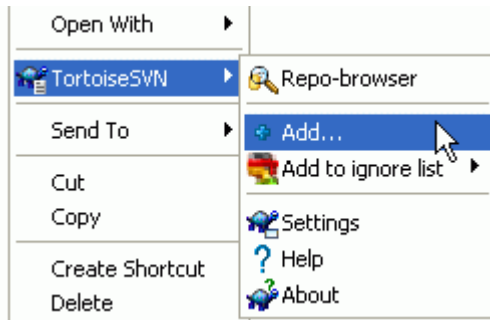 Open With
TortoiseSVN
Send To
Cut
Copy
Create Shortcut
Delete
Repo-browser
Add...
Add to ignore list
Settings
Help
About